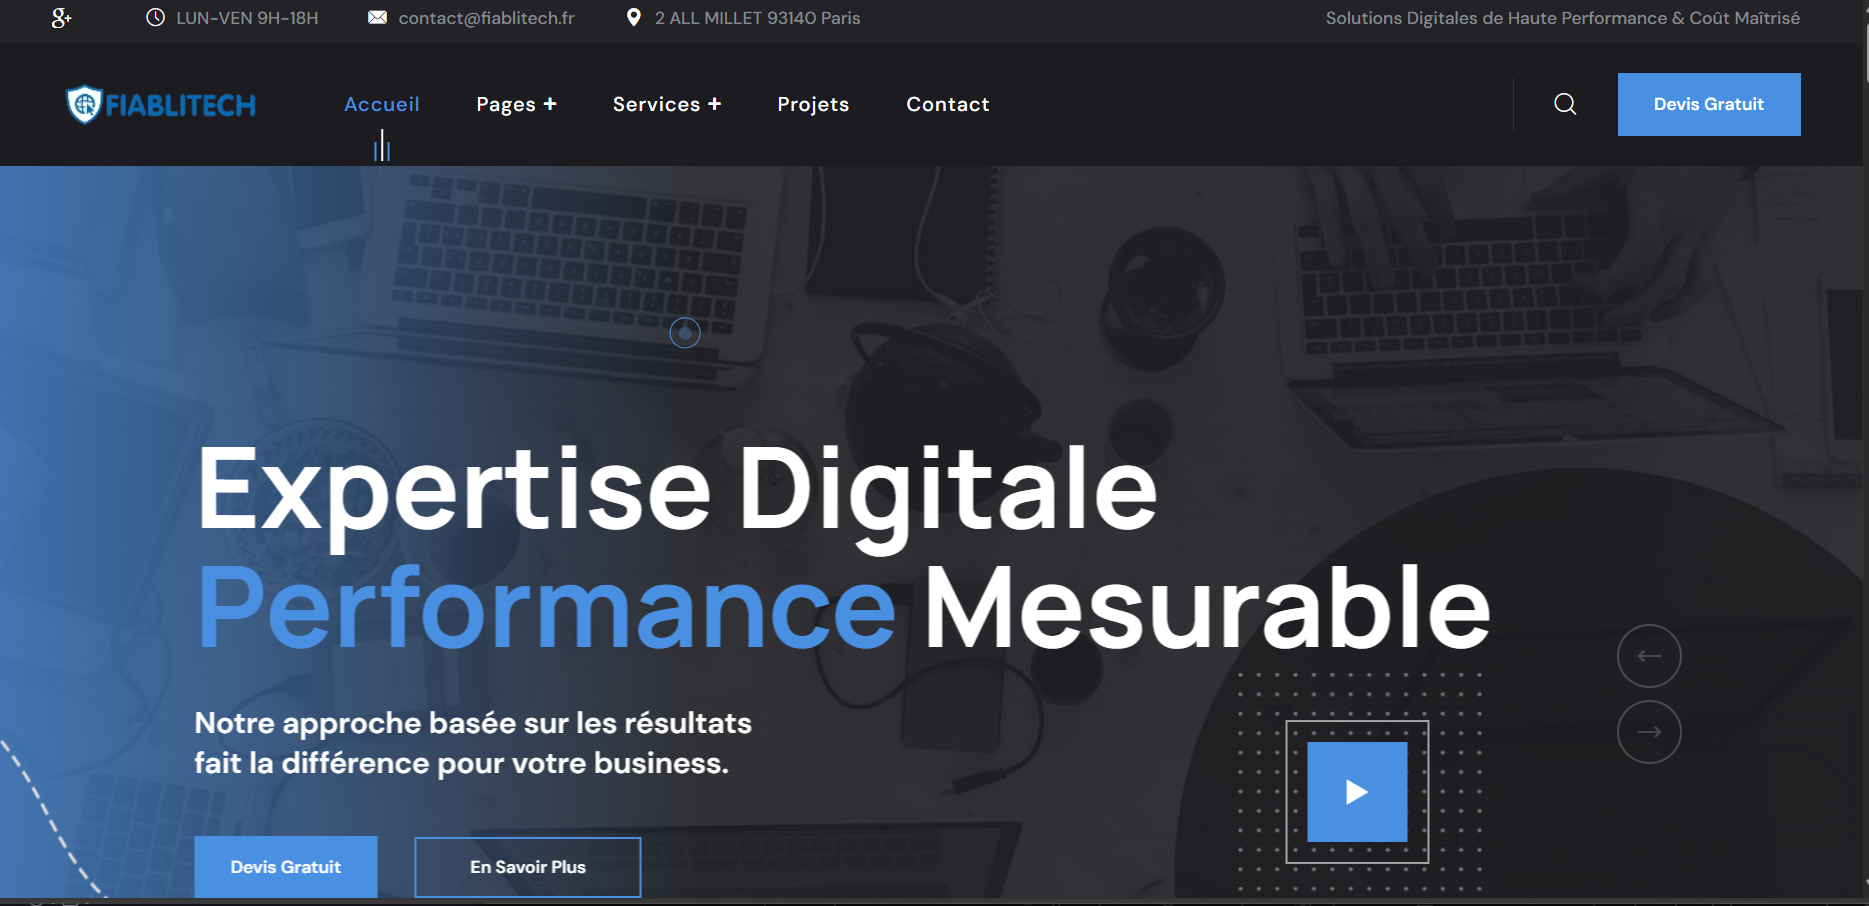 g+ LUN-VEN 9H-18H contact@fiablitech.fr 2 ALL MILLET 93140 Paris Solutions Digitales de Haute Performance & Coût Maîtrisé
FIABLITECH Accueil Pages + Services + Projets Contact Devis Gratuit
Expertise Digitale
Performance Mesurable
Notre approche basée sur les résultats
fait la différence pour votre business.
Devis Gratuit En Savoir Plus